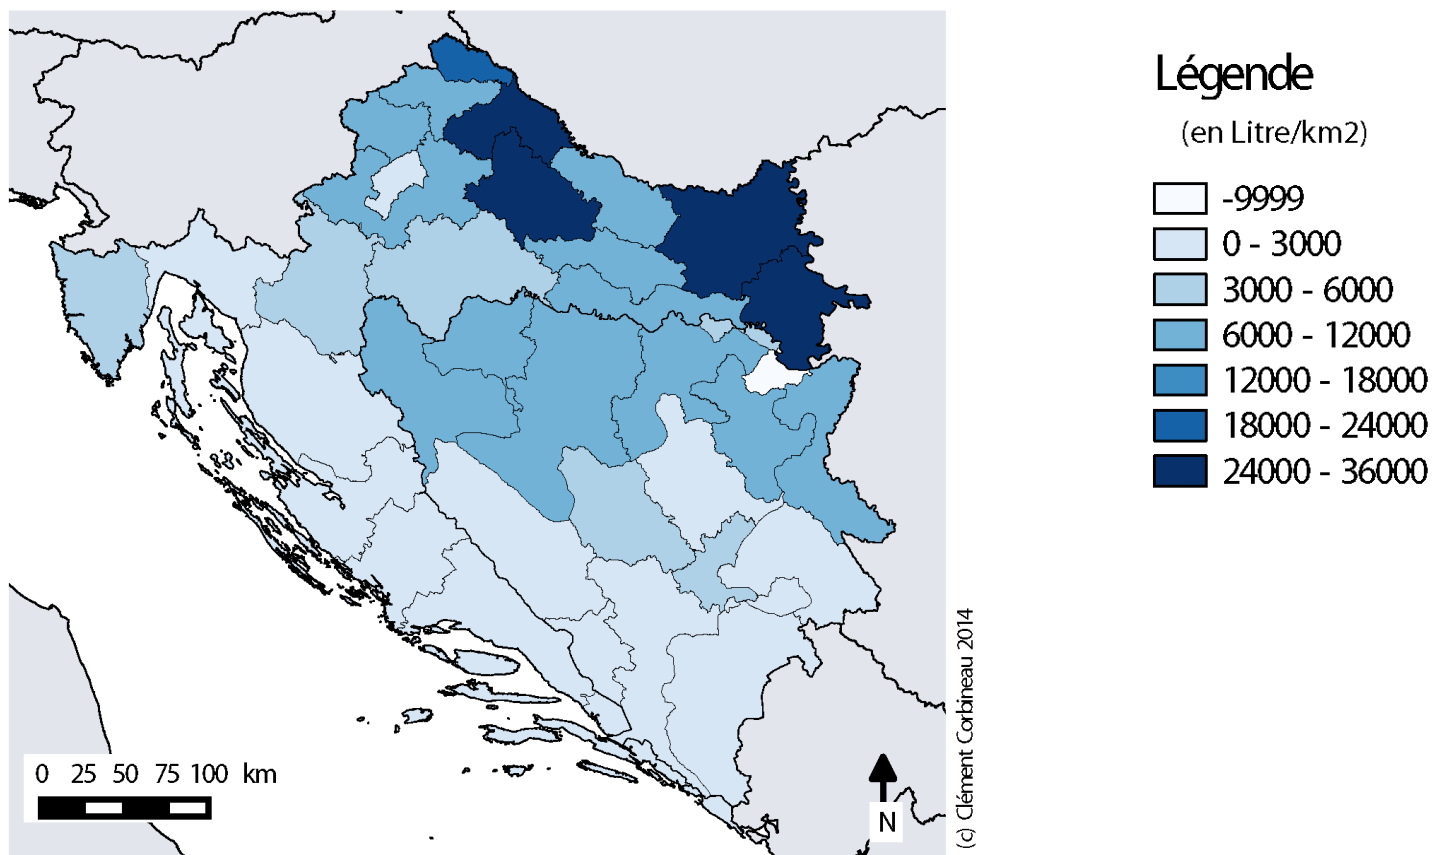 Légende
(en Litre/km2)
-9999
0 - 3000
3000 - 6000
6000 - 12000
12000 - 18000
18000 - 24000
24000 - 36000
0 25 50 75 100 km
N
(c) Clément Corbineau 2014